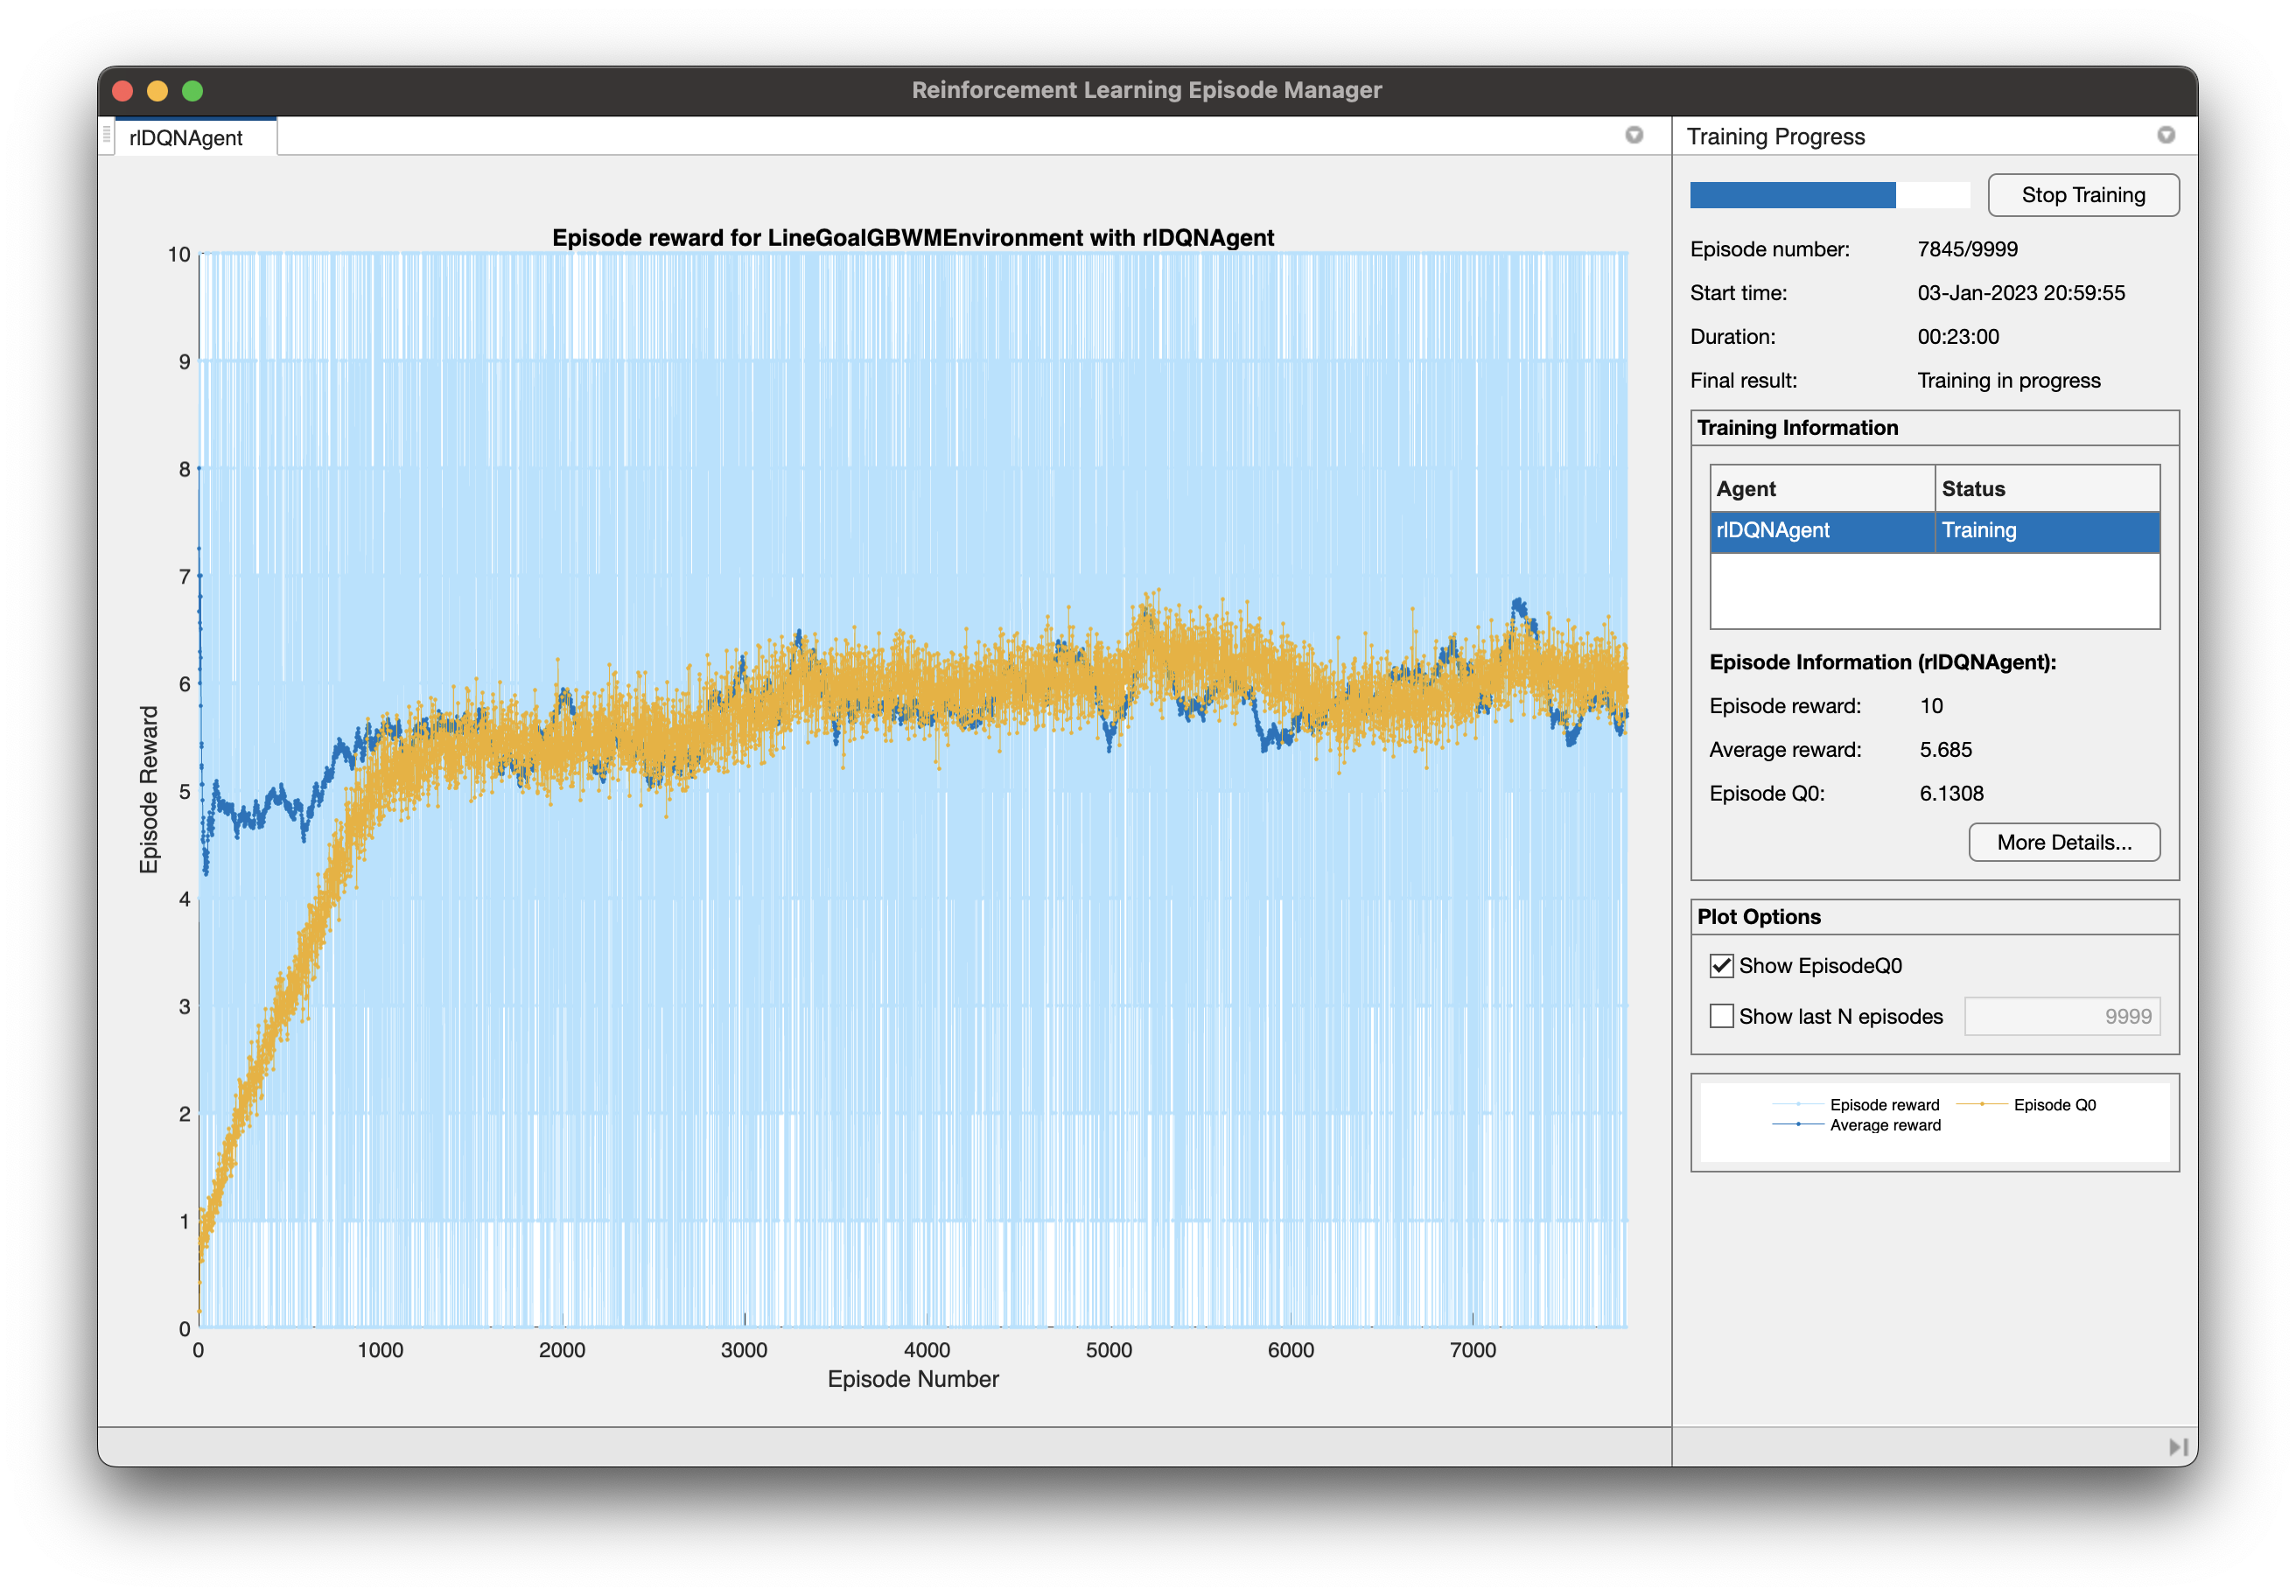 Reinforcement Learning Episode Manager
rlDQNAgent
Episode reward for LineGoalGBWMEnvironment with rlDQNAgent
10
9
8
7
6
5
4
3
2
1
0
Episode Reward
0 1000 2000 3000 4000 5000 6000 7000
Episode Number
Training Progress
Stop Training
Episode number: 7845/9999
Start time: 03-Jan-2023 20:59:55
Duration: 00:23:00
Final result: Training in progress
Training Information
Agent Status
rlDQNAgent Training
Episode Information (rlDQNAgent):
Episode reward: 10
Average reward: 5.685
Episode Q0: 6.1308
More Details...
Plot Options
Show EpisodeQ0
Show last N episodes 9999
Episode reward Episode Q0
Average reward